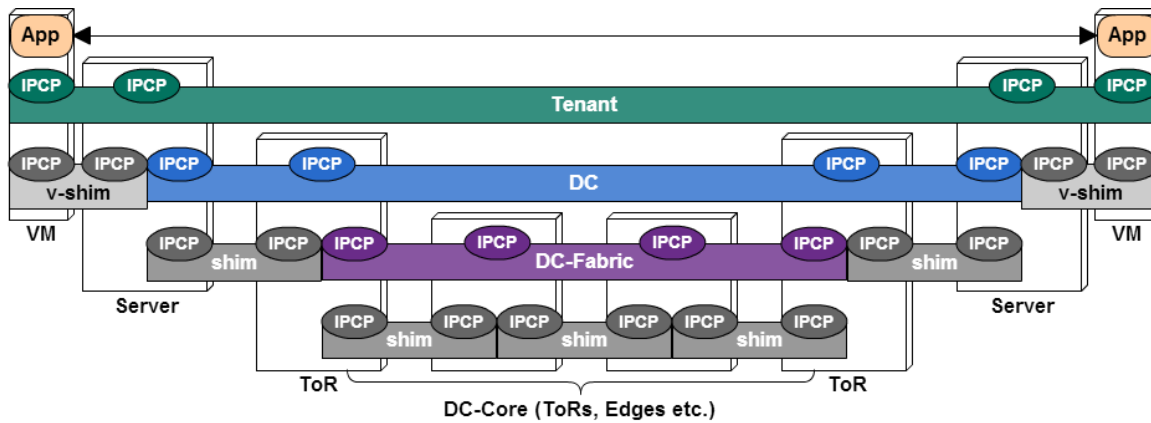 App App
IPCP IPCP IPCP IPCP
Tenant
IPCP IPCP IPCP IPCP IPCP IPCP IPCP IPCP
v-shim DC v-shim
VM VM
IPCP IPCP IPCP IPCP IPCP IPCP IPCP IPCP
shim DC-Fabric shim
Server Server
IPCP IPCP IPCP IPCP IPCP IPCP
shim shim shim
ToR ToR
DC-Core (ToRs, Edges etc.)